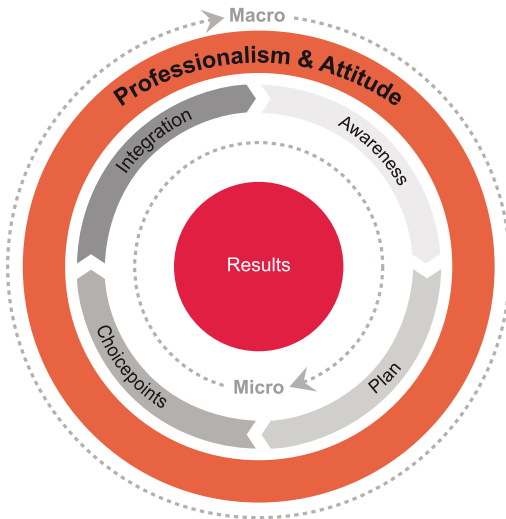 Macro
Professionalism & Attitude
Integration
Awareness
Results
Choicepoints
Plan
Micro